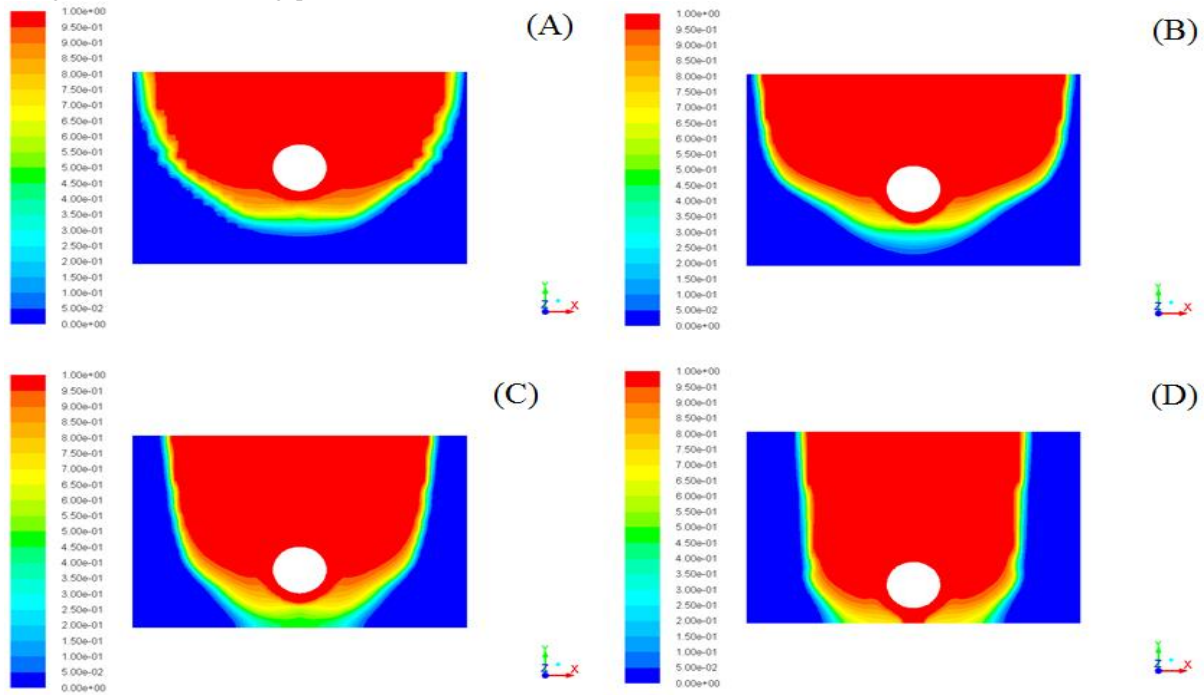 1.00e+00
9.50e-01
9.00e-01
8.50e-01
8.00e-01
7.50e-01
7.00e-01
6.50e-01
6.00e-01
5.50e-01
5.00e-01
4.50e-01
4.00e-01
3.50e-01
3.00e-01
2.50e-01
2.00e-01
1.50e-01
1.00e-01
5.00e-02
0.00e+00
(A)
Y
Z X
1.00e+00
9.50e-01
9.00e-01
8.50e-01
8.00e-01
7.50e-01
7.00e-01
6.50e-01
6.00e-01
5.50e-01
5.00e-01
4.50e-01
4.00e-01
3.50e-01
3.00e-01
2.50e-01
2.00e-01
1.50e-01
1.00e-01
5.00e-02
0.00e+00
(B)
Y
Z X
1.00e+00
9.50e-01
9.00e-01
8.50e-01
8.00e-01
7.50e-01
7.00e-01
6.50e-01
6.00e-01
5.50e-01
5.00e-01
4.50e-01
4.00e-01
3.50e-01
3.00e-01
2.50e-01
2.00e-01
1.50e-01
1.00e-01
5.00e-02
0.00e+00
(C)
Y
Z X
1.00e+00
9.50e-01
9.00e-01
8.50e-01
8.00e-01
7.50e-01
7.00e-01
6.50e-01
6.00e-01
5.50e-01
5.00e-01
4.50e-01
4.00e-01
3.50e-01
3.00e-01
2.50e-01
2.00e-01
1.50e-01
1.00e-01
5.00e-02
0.00e+00
(D)
Y
Z X